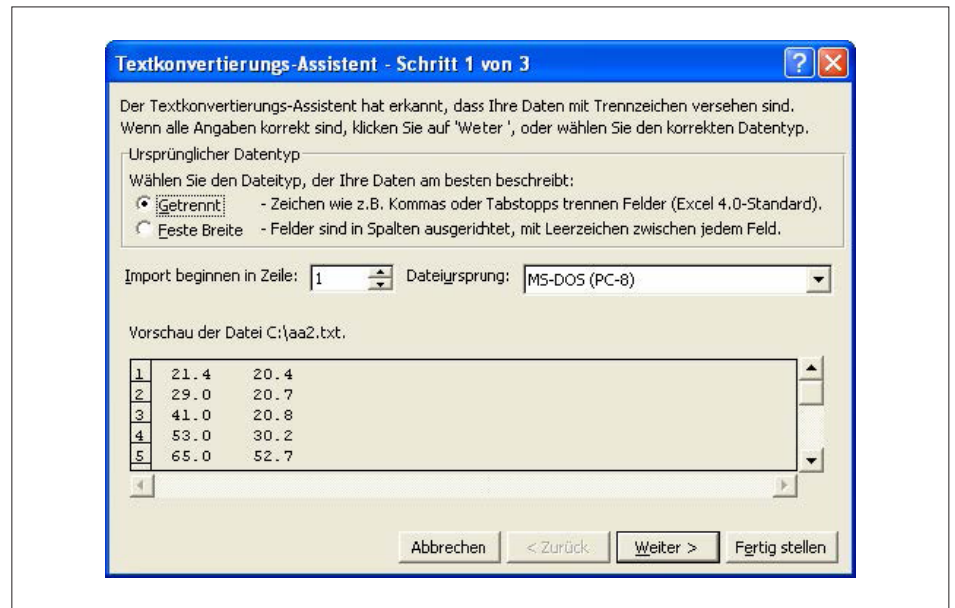 Textkonvertierungs-Assistent - Schritt 1 von 3
Der Textkonvertierungs-Assistent hat erkannt, dass Ihre Daten mit Trennzeichen versehen sind.
Wenn alle Angaben korrekt sind, klicken Sie auf 'Weter ', oder wählen Sie den korrekten Datentyp.
Ursprünglicher Datentyp
Wählen Sie den Dateityp, der Ihre Daten am besten beschreibt:
Getrennt - Zeichen wie z.B. Kommas oder Tabstopps trennen Felder (Excel 4.0-Standard).
Feste Breite - Felder sind in Spalten ausgerichtet, mit Leerzeichen zwischen jedem Feld.
Import beginnen in Zeile: 1 Dateiursprung: MS-DOS (PC-8)
Vorschau der Datei C:\aa2.txt.
1 21.4 20.4
2 29.0 20.7
3 41.0 20.8
4 53.0 30.2
5 65.0 52.7
Abbrechen < Zurück Weiter > Fertig stellen